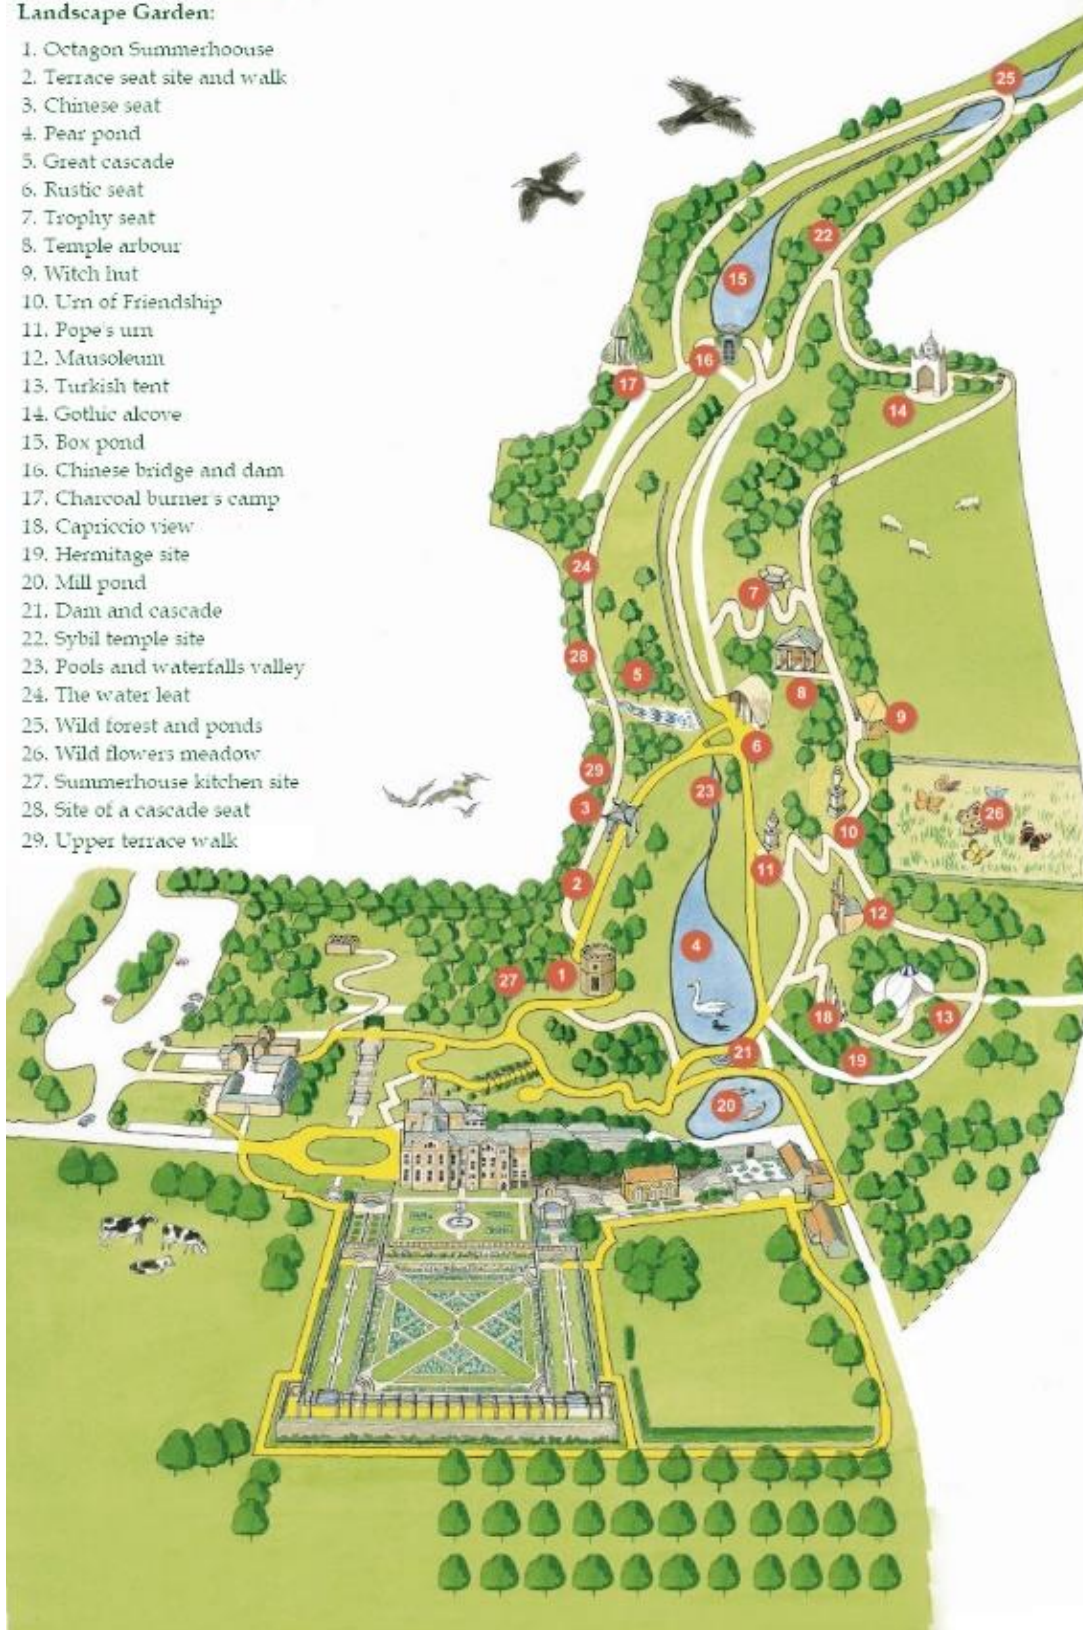 Landscape Garden:
1. Octagon Summerhoouse
2. Terrace seat site and walk
3. Chinese seat
4. Pear pond
5. Great cascade
6. Rustic seat
7. Trophy seat
8. Temple arbour
9. Witch hut
10. Urn of Friendship
11. Pope's urn
12. Mausoleum
13. Turkish tent
14. Gothic alcove
15. Box pond
16. Chinese bridge and dam
17. Charcoal burner's camp
18. Capriccio view
19. Hermitage site
20. Mill pond
21. Dam and cascade
22. Sybil temple site
23. Pools and waterfalls valley
24. The water leat
25. Wild forest and ponds
26. Wild flowers meadow
27. Summerhouse kitchen site
28. Site of a cascade seat
29. Upper terrace walk
25
22
15
16
17
14
24
7
28
5
8
9
6
29
23
3
26
10
11
2
12
4
1
27
18
13
21
19
20